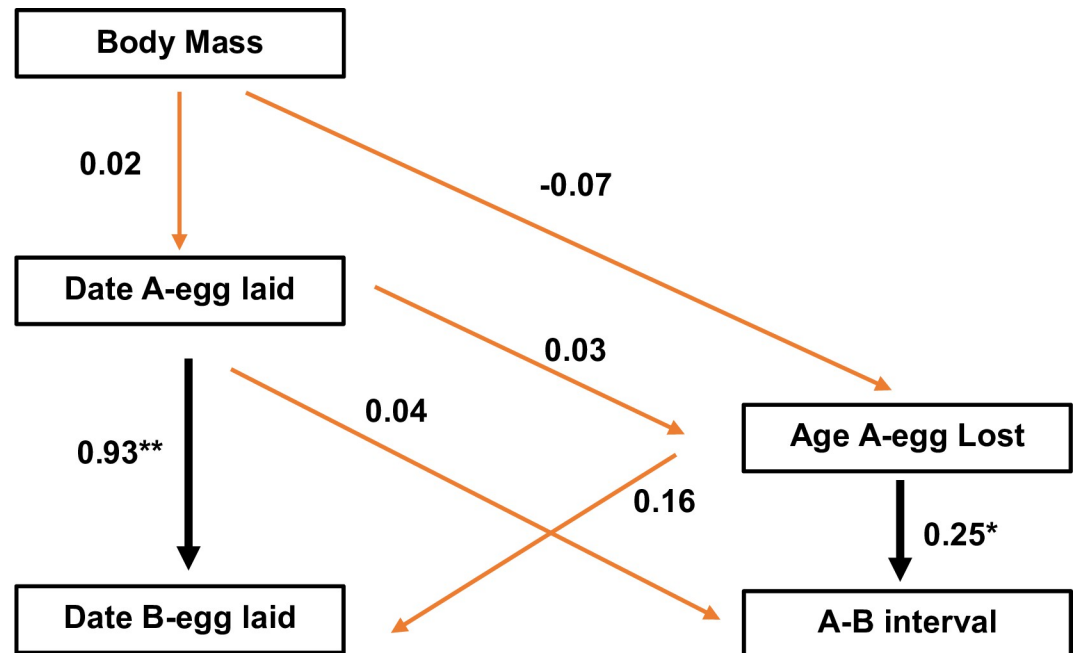 Body Mass
0.02
-0.07
Date A-egg laid
0.03
0.04
Age A-egg Lost
0.93**
0.16
0.25*
Date B-egg laid
A-B interval